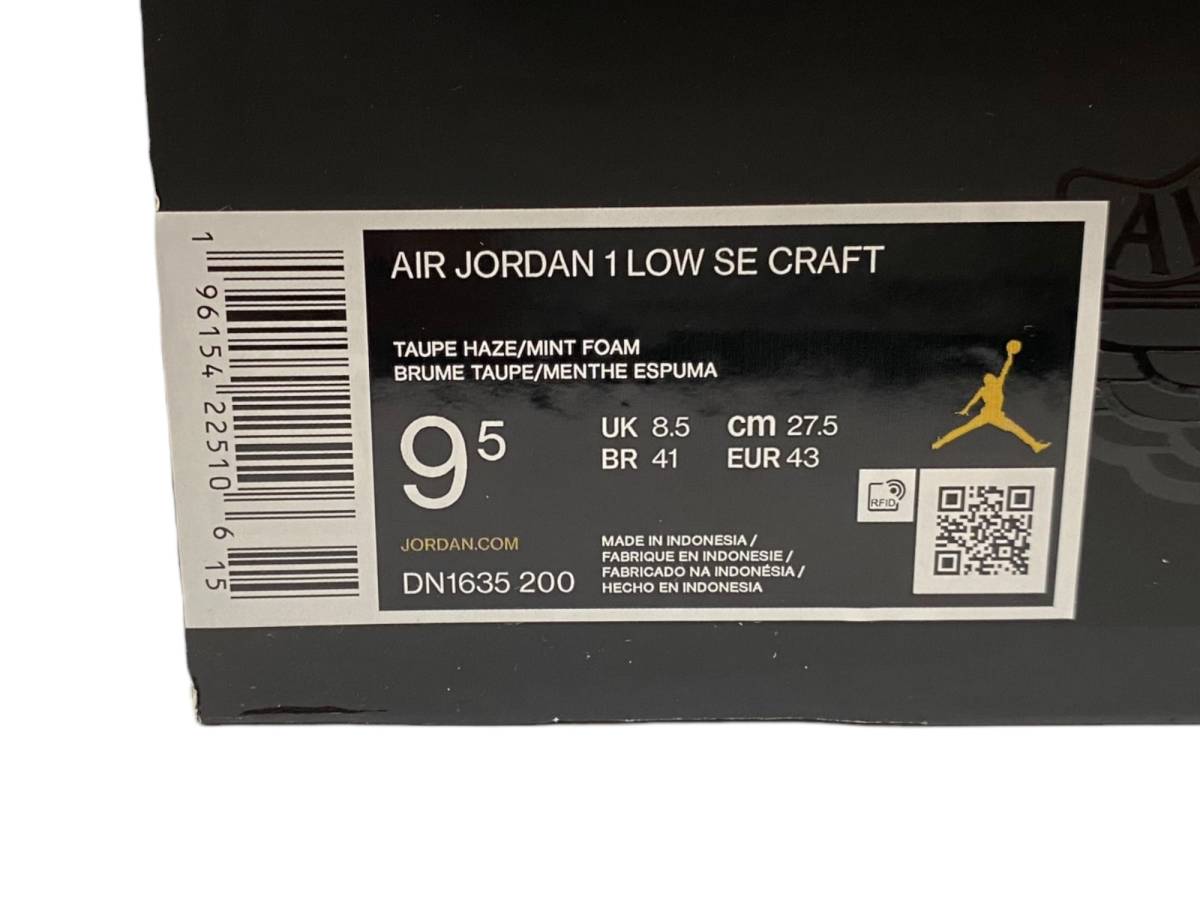 AIR JORDAN 1 LOW SE CRAFT
TAUPE HAZE/MINT FOAM
BRUME TAUPE/MENTHE ESPUMA
9 5
UK 8.5 cm 27.5
BR 41 EUR 43
RFID
JORDAN.COM
DN1635 200
MADE IN INDONESIA /
FABRIQUE EN INDONESIE /
FABRICADO NA INDONÉSIA /
HECHO EN INDONESIA
1 96154 22510 6 15